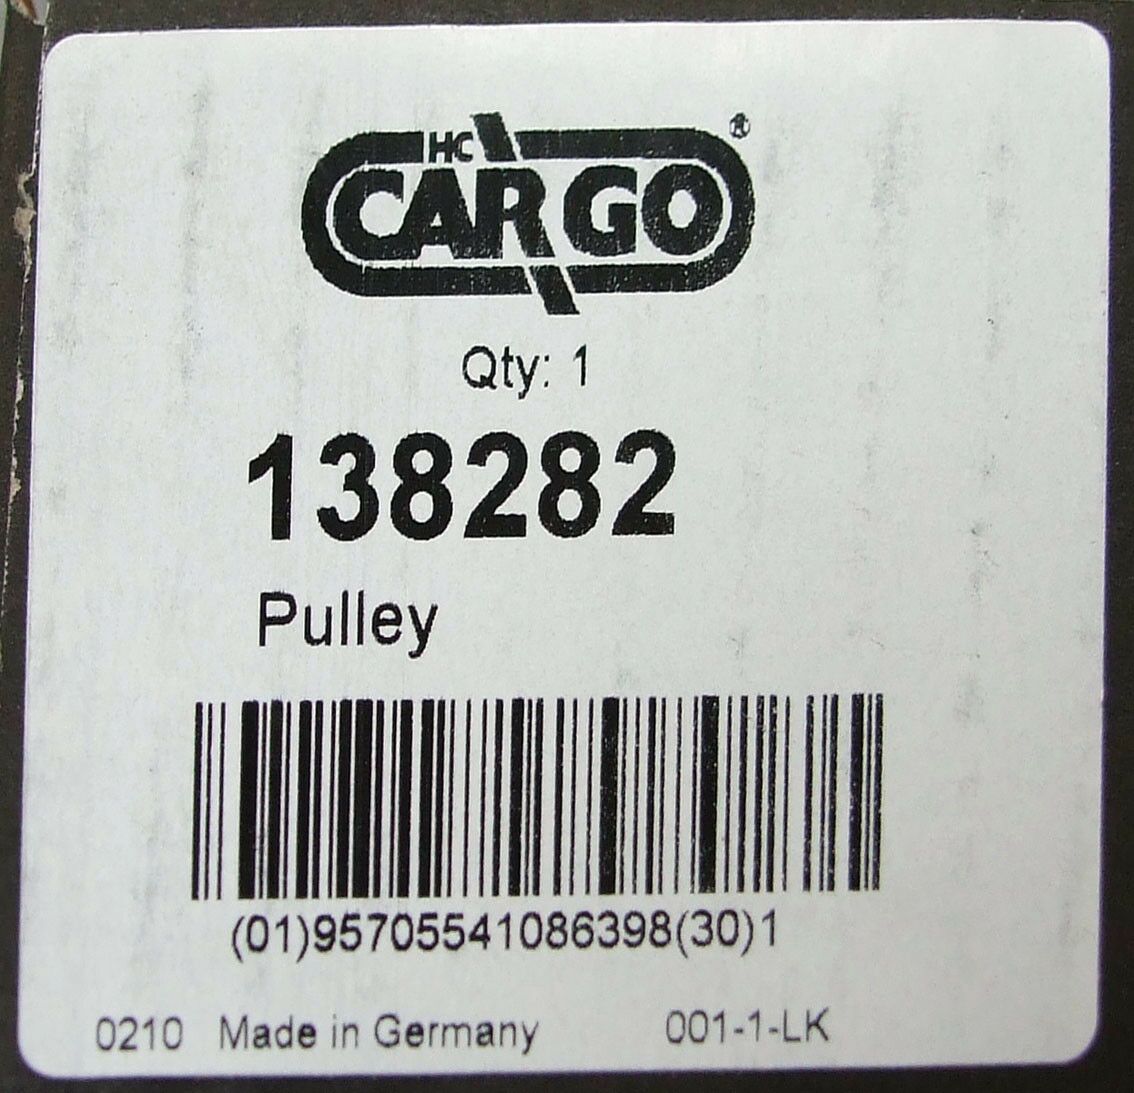 HC
CARGO®
Qty: 1
138282
Pulley
(01)95705541086398(30)1
0210 Made in Germany 001-1-LK